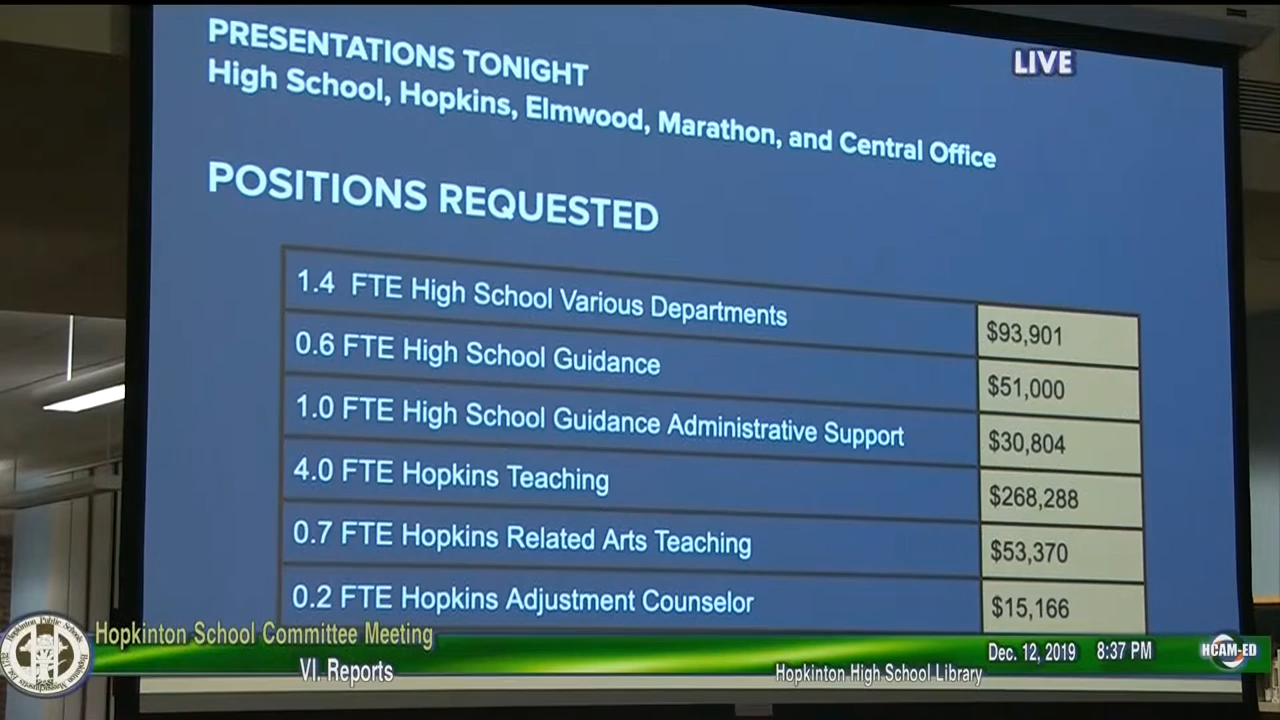 PRESENTATIONS TONIGHT
LIVE
High School, Hopkins, Elmwood, Marathon, and Central Office
POSITIONS REQUESTED
1.4 FTE High School Various Departments
$93,901
0.6 FTE High School Guidance
$51,000
1.0 FTE High School Guidance Administrative Support
$30,804
4.0 FTE Hopkins Teaching
$268,288
0.7 FTE Hopkins Related Arts Teaching
$53,370
0.2 FTE Hopkins Adjustment Counselor
$15,166
Hopkinton Public Schools
Hopkinton School Committee Meeting
Dec. 12, 2019 8:37 PM
HCAM-ED
VI. Reports
Hopkinton High School Library